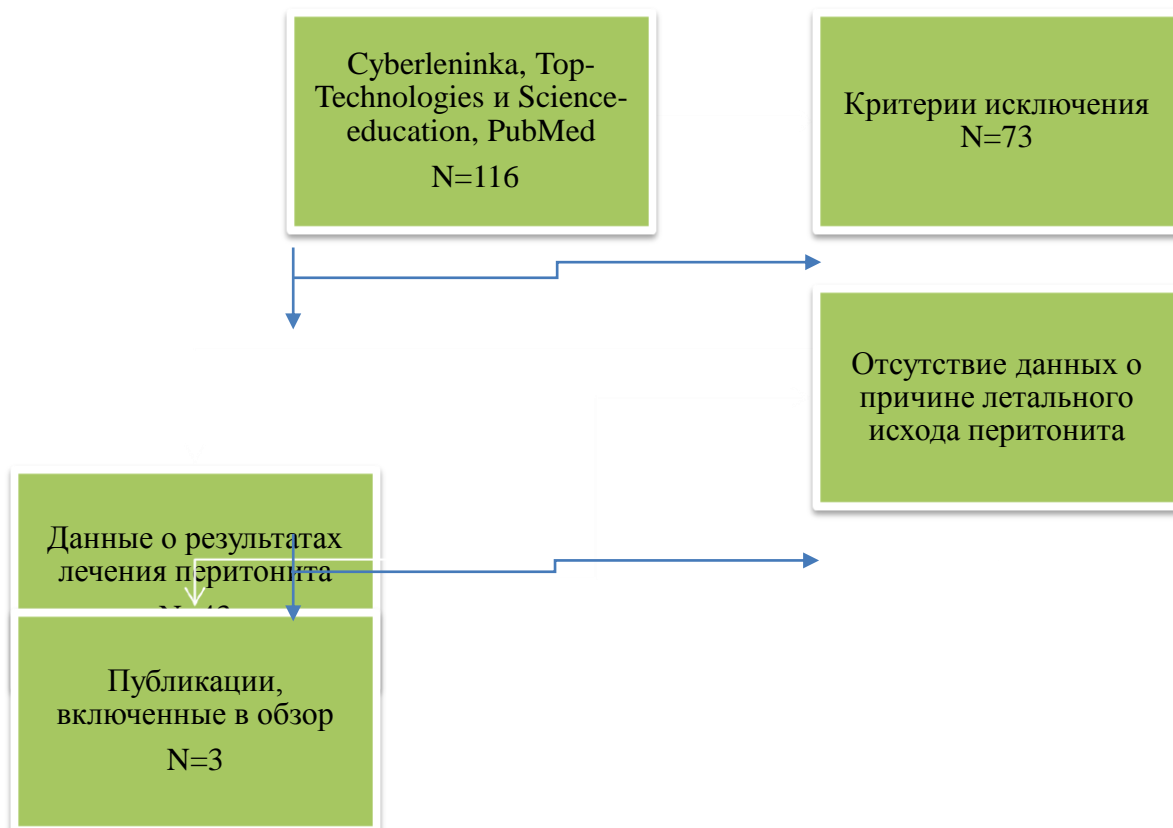 Cyberleninka, Top-
Technologies и Science-
education, PubMed
N=116
Критерии исключения
N=73
Отсутствие данных о
причине летального
исхода перитонита
Данные о результатах
лечения перитонита
Публикации,
включенные в обзор
N=3